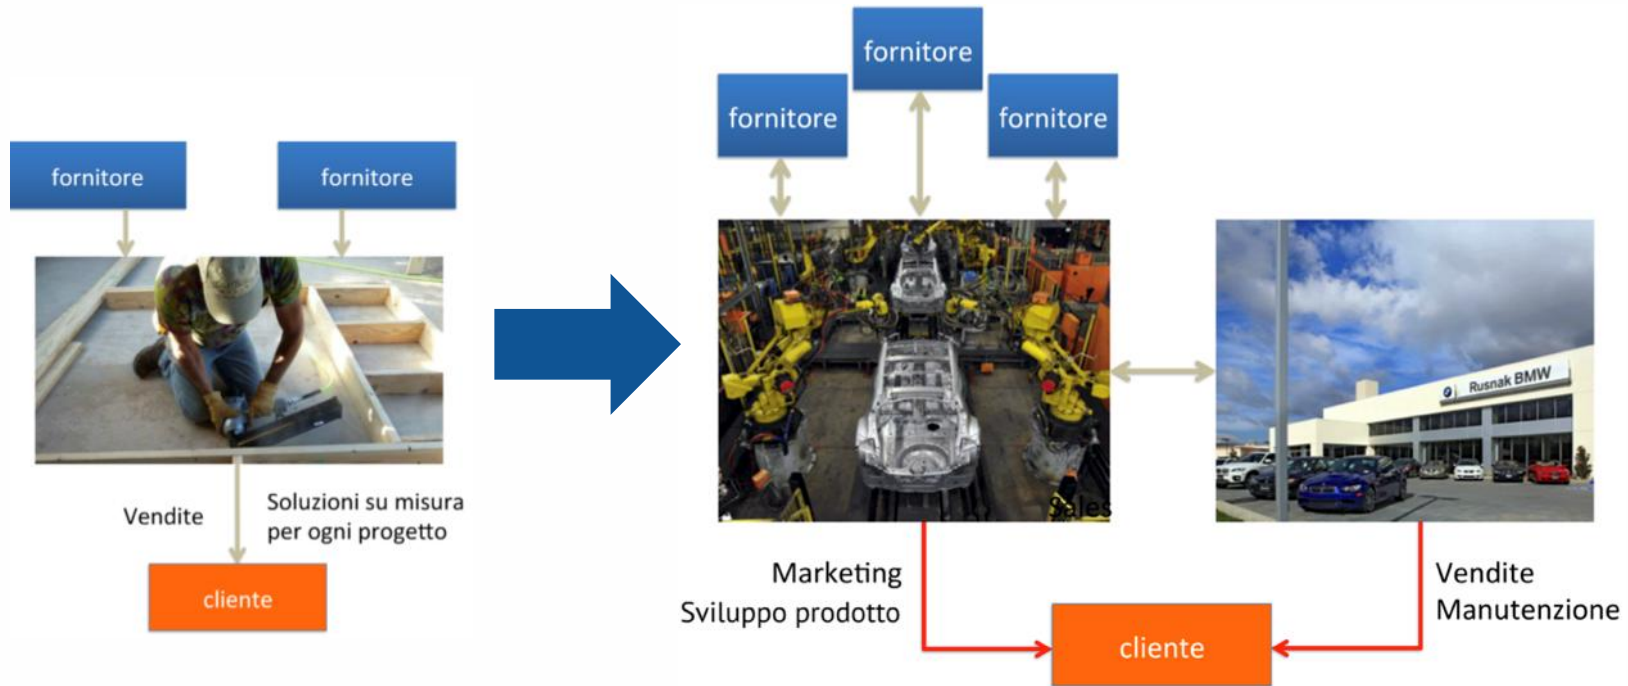 fornitore
fornitore
Vendite
Soluzioni su misura
per ogni progetto
cliente
fornitore
fornitore
fornitore
Rusnak BMW
Sales
Marketing
Sviluppo prodotto
Vendite
Manutenzione
cliente